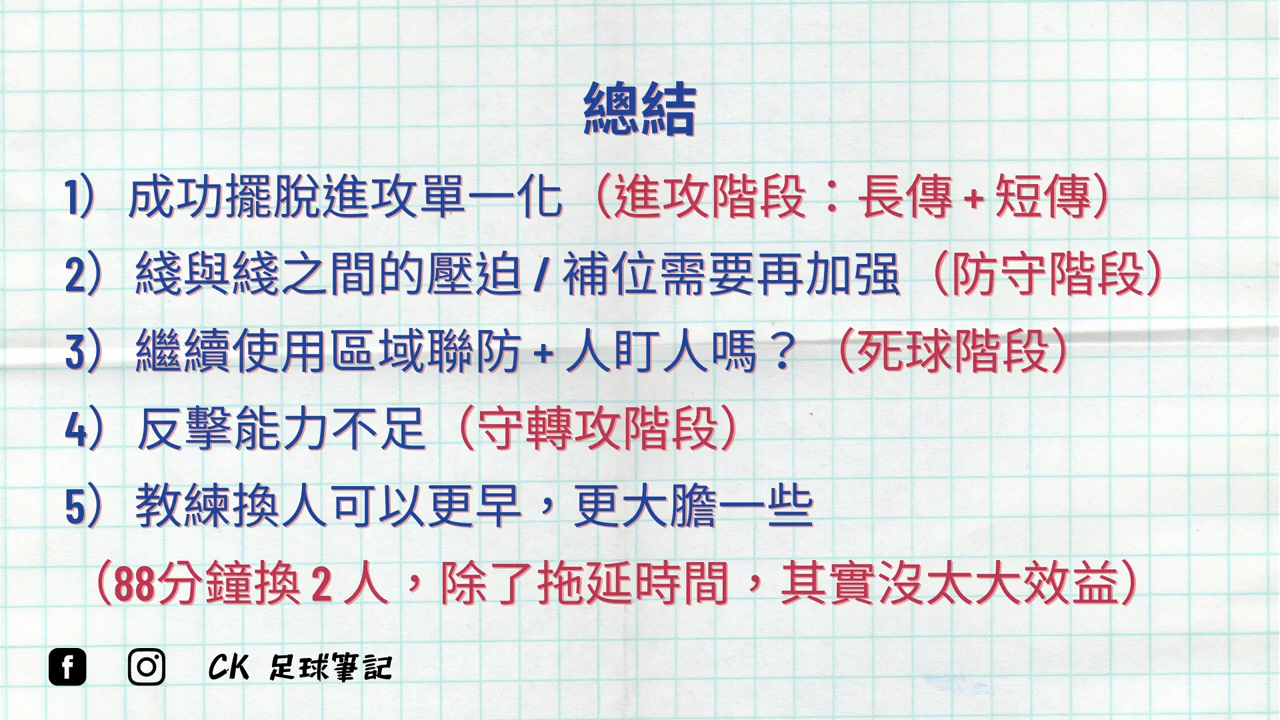 總結
1）成功擺脫進攻單一化（進攻階段：長傳 + 短傳）
2）綫與綫之間的壓迫 / 補位需要再加强（防守階段）
3）繼續使用區域聯防 + 人盯人嗎？（死球階段）
4）反擊能力不足（守轉攻階段）
5）教練換人可以更早，更大膽一些
（88分鐘換 2 人，除了拖延時間，其實沒太大效益）
CK 足球筆記